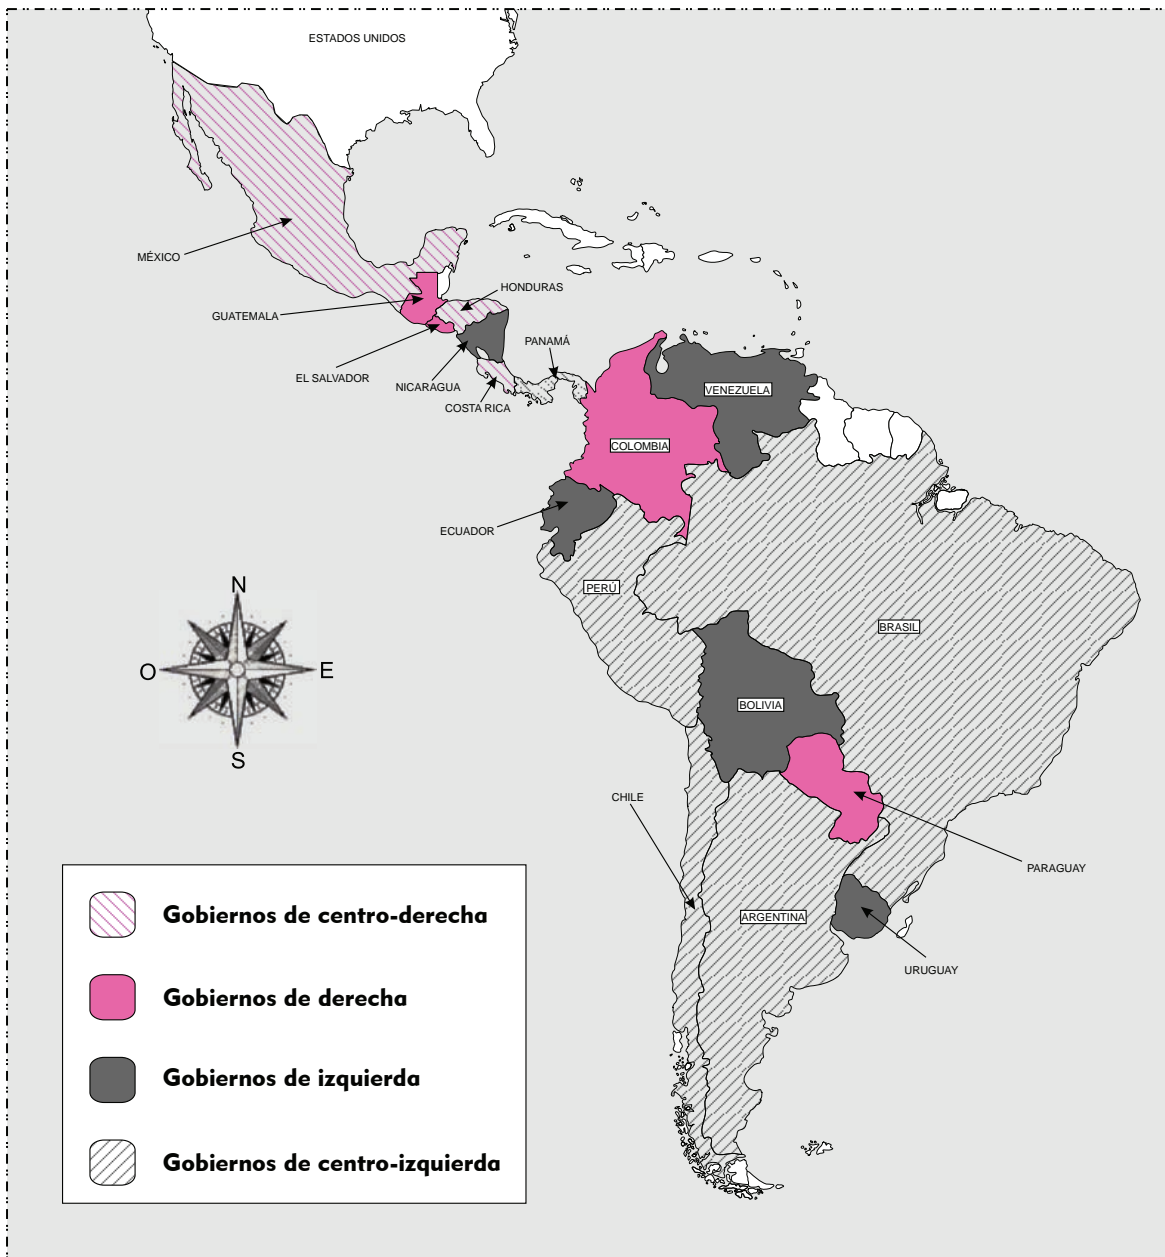 ESTADOS UNIDOS
MÉXICO
HONDURAS
GUATEMALA
PANAMÁ
EL SALVADOR
NICARAGUA
VENEZUELA
COSTA RICA
COLOMBIA
ECUADOR
PERÚ
BRASIL
N
O
E
S
BOLIVIA
CHILE
PARAGUAY
ARGENTINA
URUGUAY
Gobiernos de centro-derecha
Gobiernos de derecha
Gobiernos de izquierda
Gobiernos de centro-izquierda